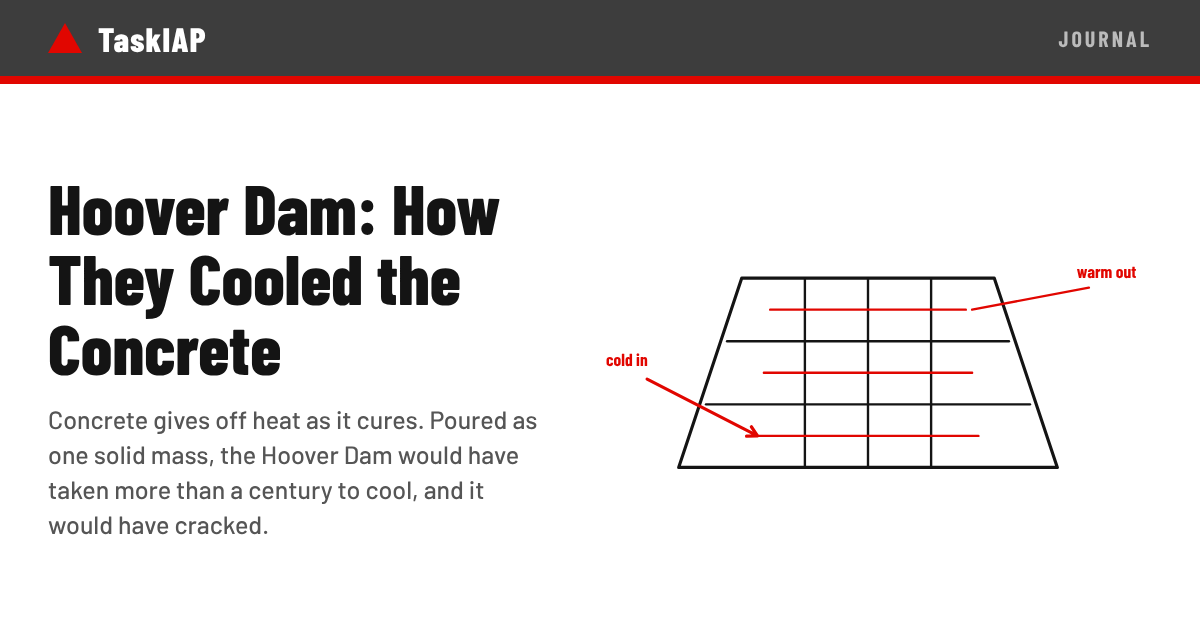 TaskIAP
JOURNAL
Hoover Dam: How
They Cooled the
Concrete
Concrete gives off heat as it cures. Poured as
one solid mass, the Hoover Dam would have
taken more than a century to cool, and it
would have cracked.
warm out
cold in